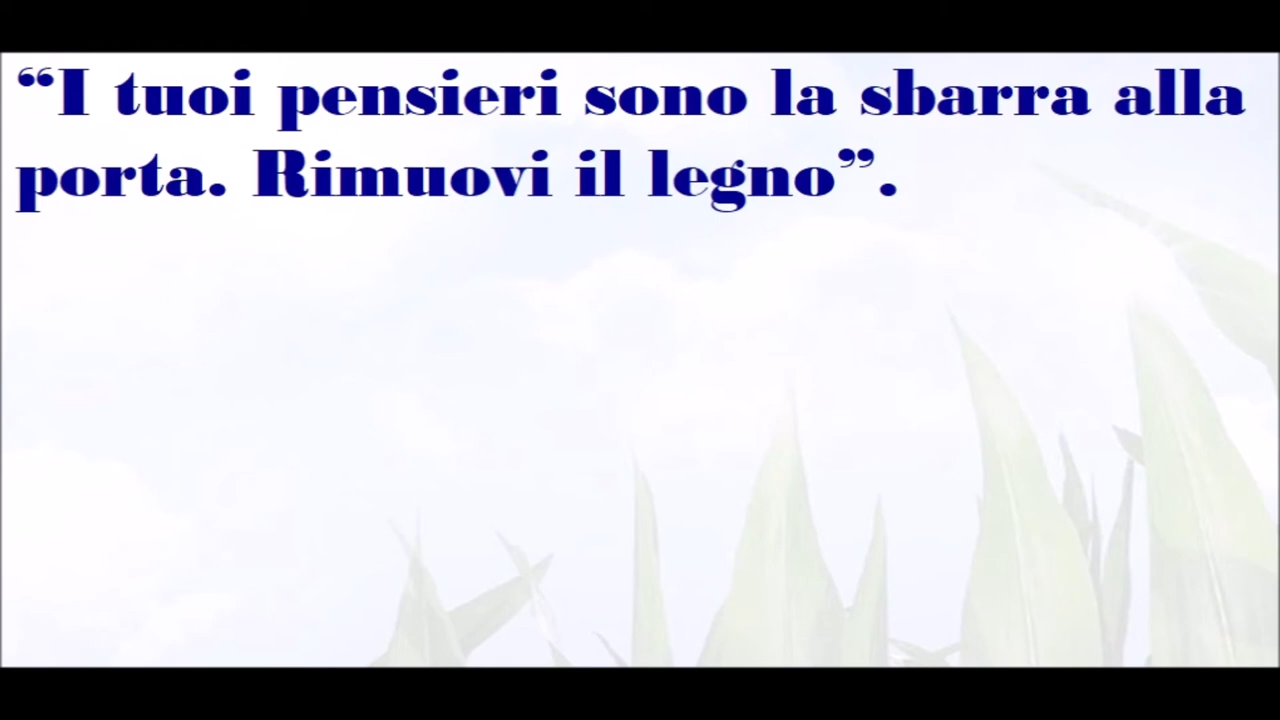 “I tuoi pensieri sono la sbarra alla
porta. Rimuovi il legno”.